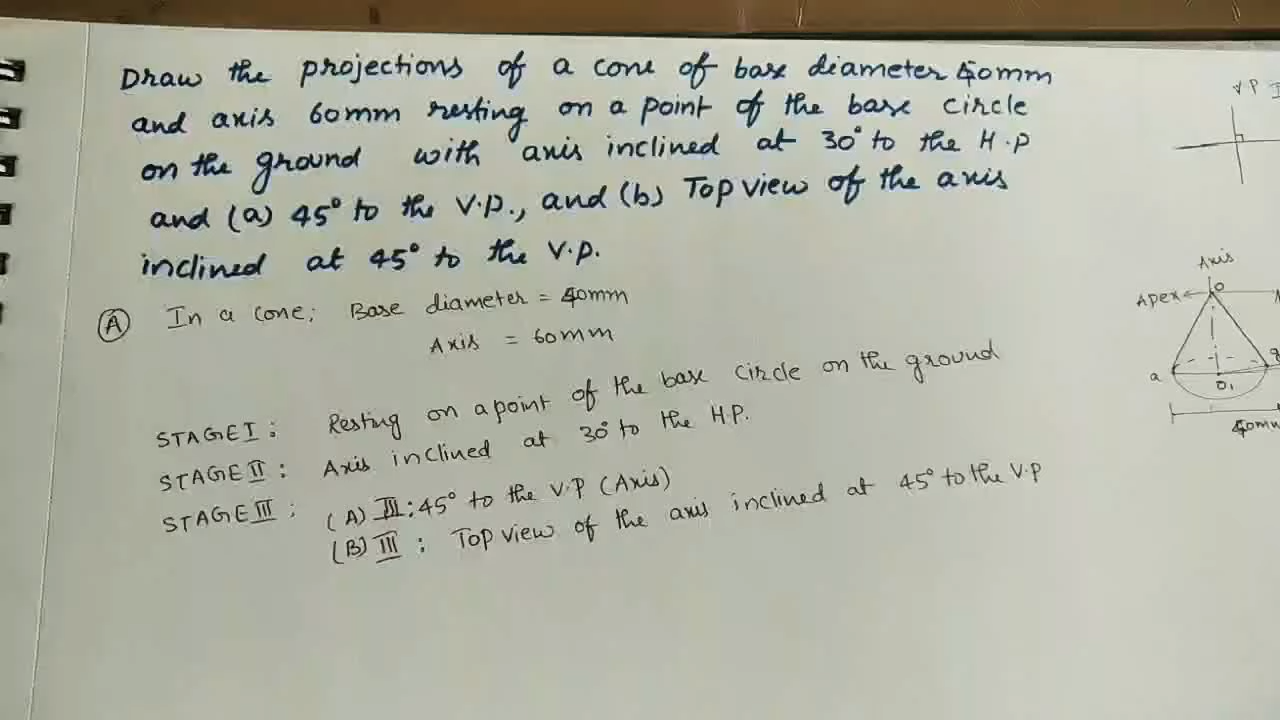 Draw the projections of a cone of base diameter 40mm
and axis 60mm resting on a point of the base circle
on the ground with axis inclined at 30° to the H.P
and (a) 45° to the V.P., and (b) Top view of the axis
inclined at 45° to the V.P.
(A) In a cone; Base diameter = 40mm
Axis = 60mm
STAGE I : Resting on a point of the base circle on the ground
STAGE II : Axis inclined at 30° to the H.P.
STAGE III : (A) III : 45° to the V.P (Axis)
(B) III : Top view of the axis inclined at 45° to the V.P
VP
Axis
Apex
O
a
O1
40mm